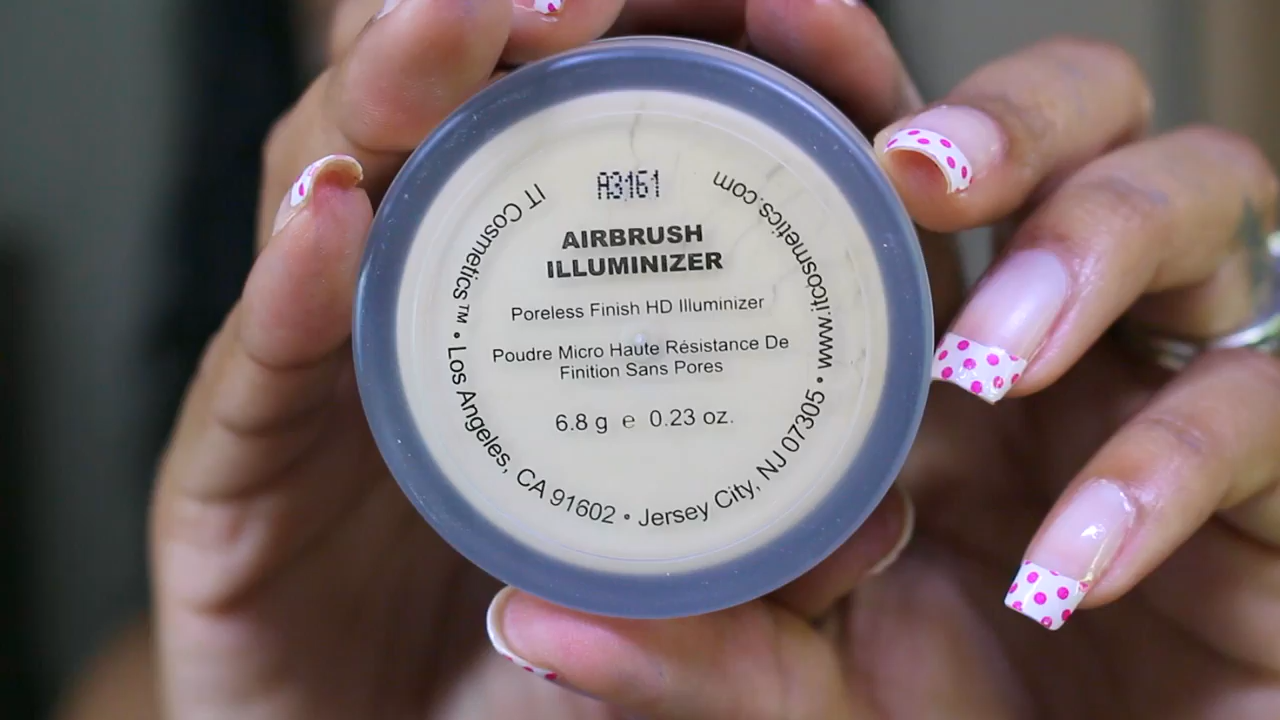 A3161
AIRBRUSH
ILLUMINIZER
Poreless Finish HD Illuminizer
Poudre Micro Haute Résistance De
Finition Sans Pores
6.8 g e 0.23 oz.
IT Cosmetics™ • Los Angeles, CA 91602 • Jersey City, NJ 07305 • www.itcosmetics.com